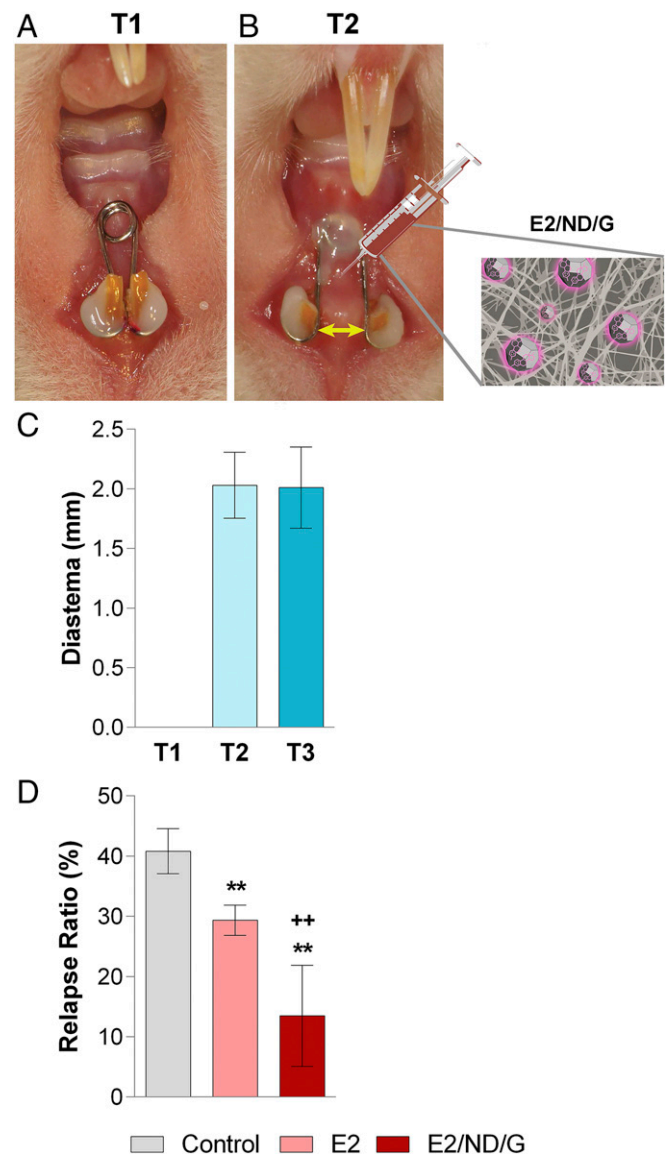 A T1 B T2
E2/ND/G
C
2.5
2.0
1.5
1.0
0.5
0.0
Diastema (mm)
T1 T2 T3
D
50
40
30
20
10
0
Relapse Ratio (%)
**
++
**
Control E2 E2/ND/G